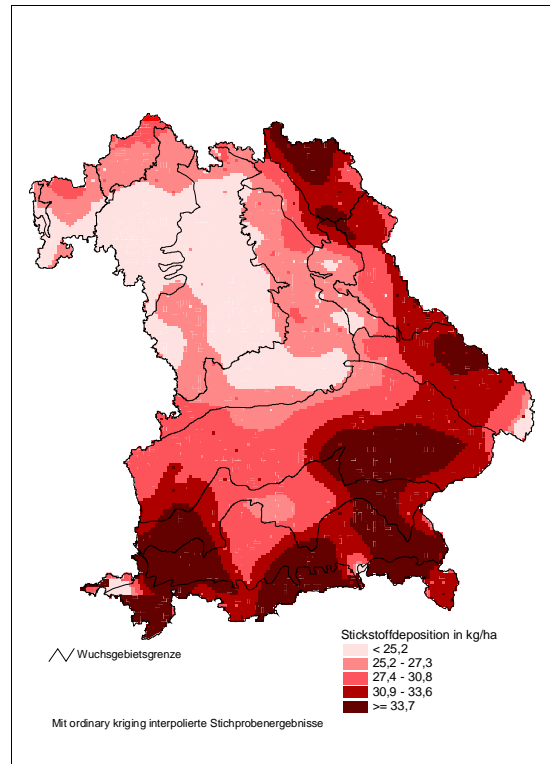 Stickstoffdeposition in kg/ha
< 25,2
25,2 - 27,3
27,4 - 30,8
30,9 - 33,6
>= 33,7
Wuchsgebietsgrenze
Mit ordinary kriging interpolierte Stichprobenergebnisse